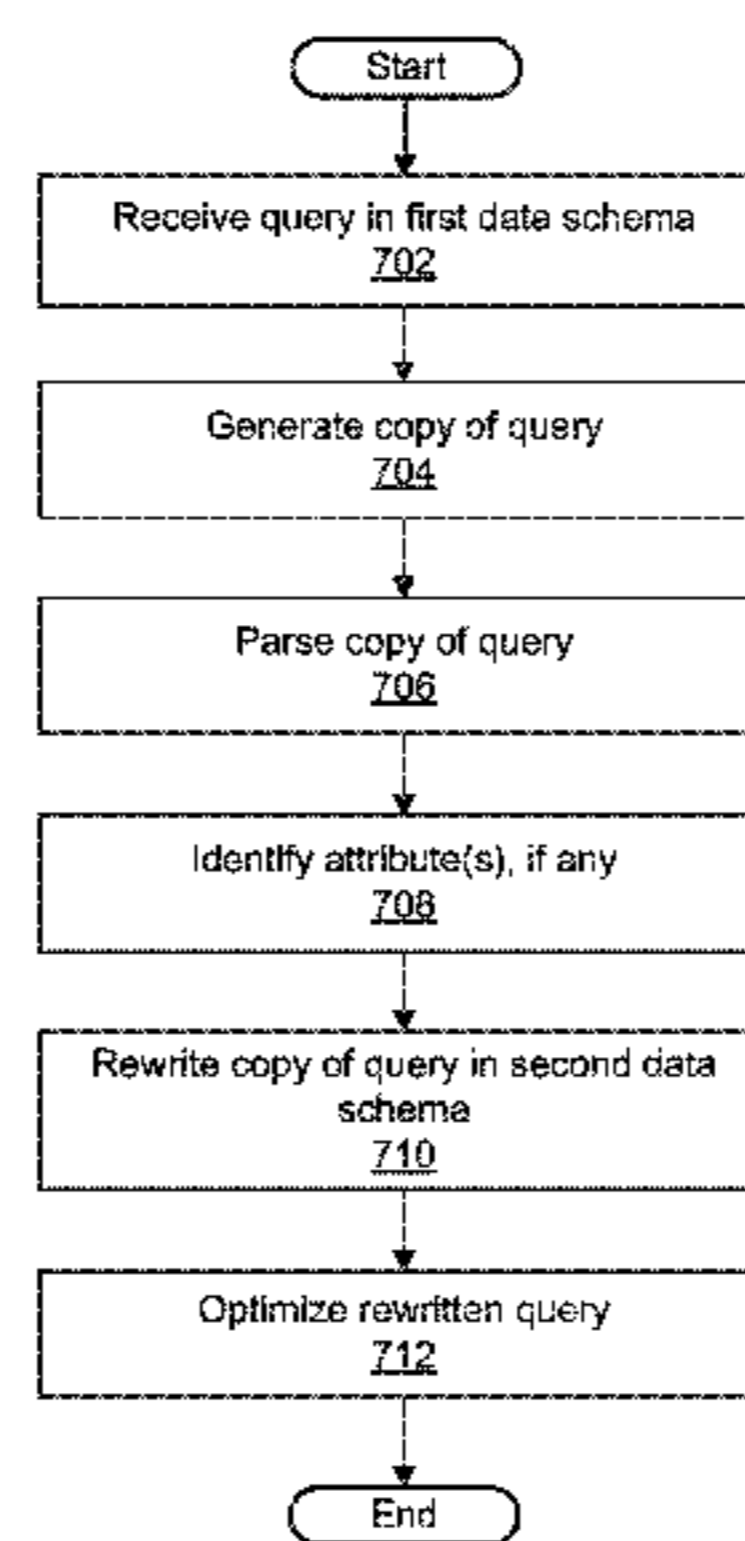 Start
Receive query in first data schema
702
Generate copy of query
704
Parse copy of query
706
Identify attribute(s), if any
708
Rewrite copy of query in second data
schema
710
Optimize rewritten query
712
End